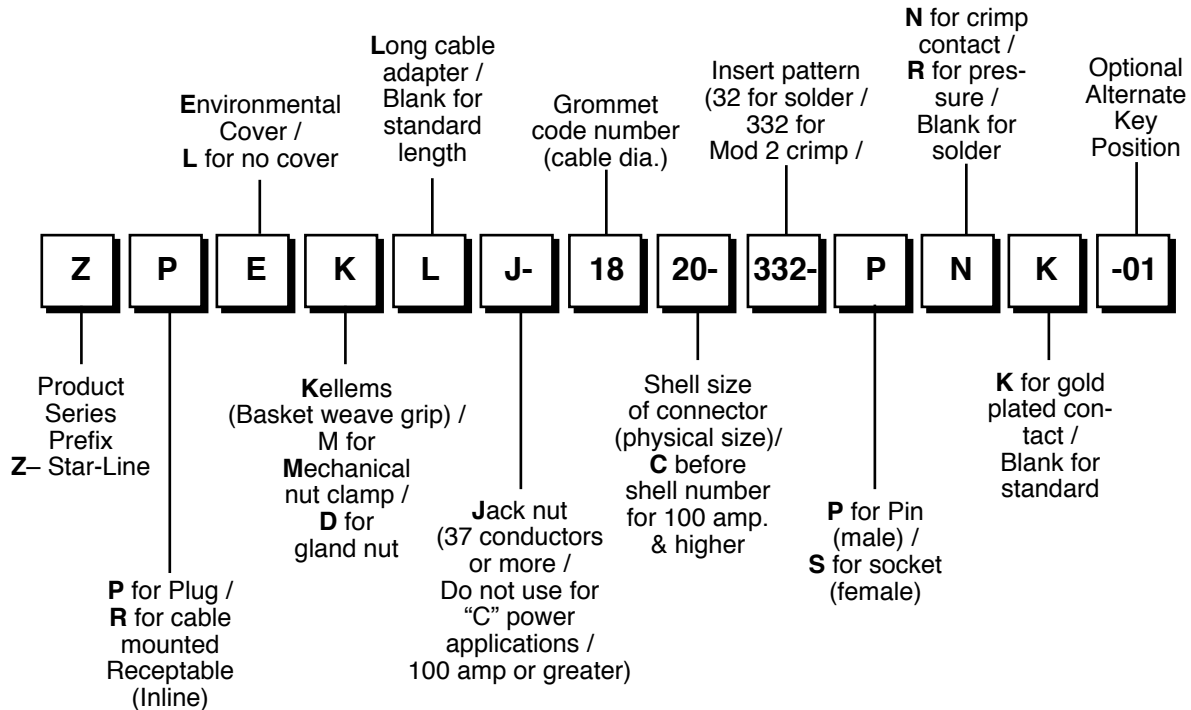 Environmental
Cover /
L for no cover
Long cable
adapter /
Blank for
standard
length
Grommet
code number
(cable dia.)
Insert pattern
(32 for solder /
332 for
Mod 2 crimp /
N for crimp
contact /
R for pres-
sure /
Blank for
solder
Optional
Alternate
Key
Position
Z P E K L J- 18 20- 332- P N K -01
Product
Series
Prefix
Z– Star-Line
P for Plug /
R for cable
mounted
Receptable
(Inline)
Kellems
(Basket weave grip) /
M for
Mechanical
nut clamp /
D for
gland nut
Jack nut
(37 conductors
or more /
Do not use for
“C” power
applications /
100 amp or greater)
Shell size
of connector
(physical size)/
C before
shell number
for 100 amp.
& higher
P for Pin
(male) /
S for socket
(female)
K for gold
plated con-
tact /
Blank for
standard